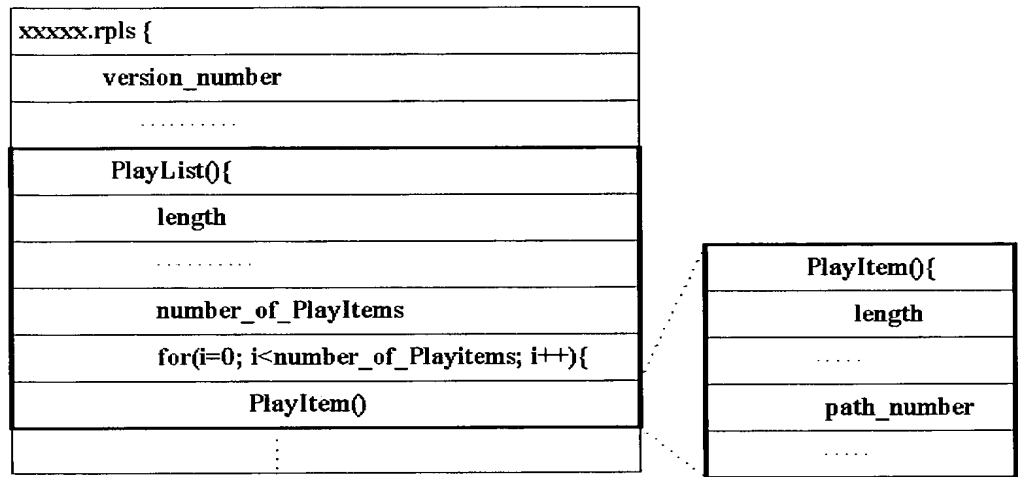 xxxxx.rpls {
version_number
..........
PlayList(){
length
..........
number_of_PlayItems
for(i=0; i<number_of_Playitems; i++){
PlayItem()
PlayItem(){
length
.....
path_number
.....